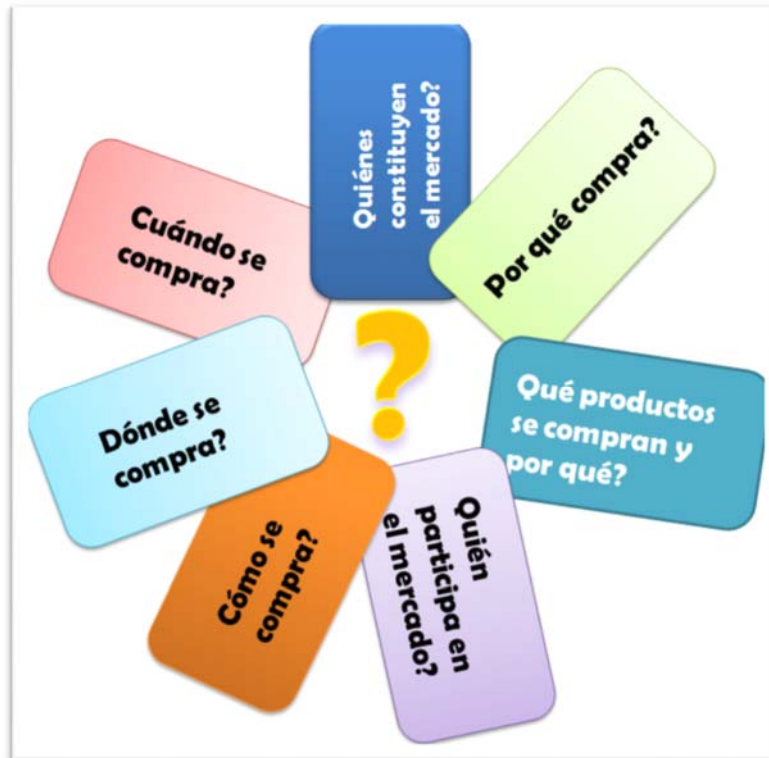 Quiénes
constituyen
el mercado?
Por qué compra?
Qué productos
se compran y
por qué?
Quién
participa en
el mercado?
Cómo se
compra?
Dónde se
compra?
Cuándo se
compra?
?